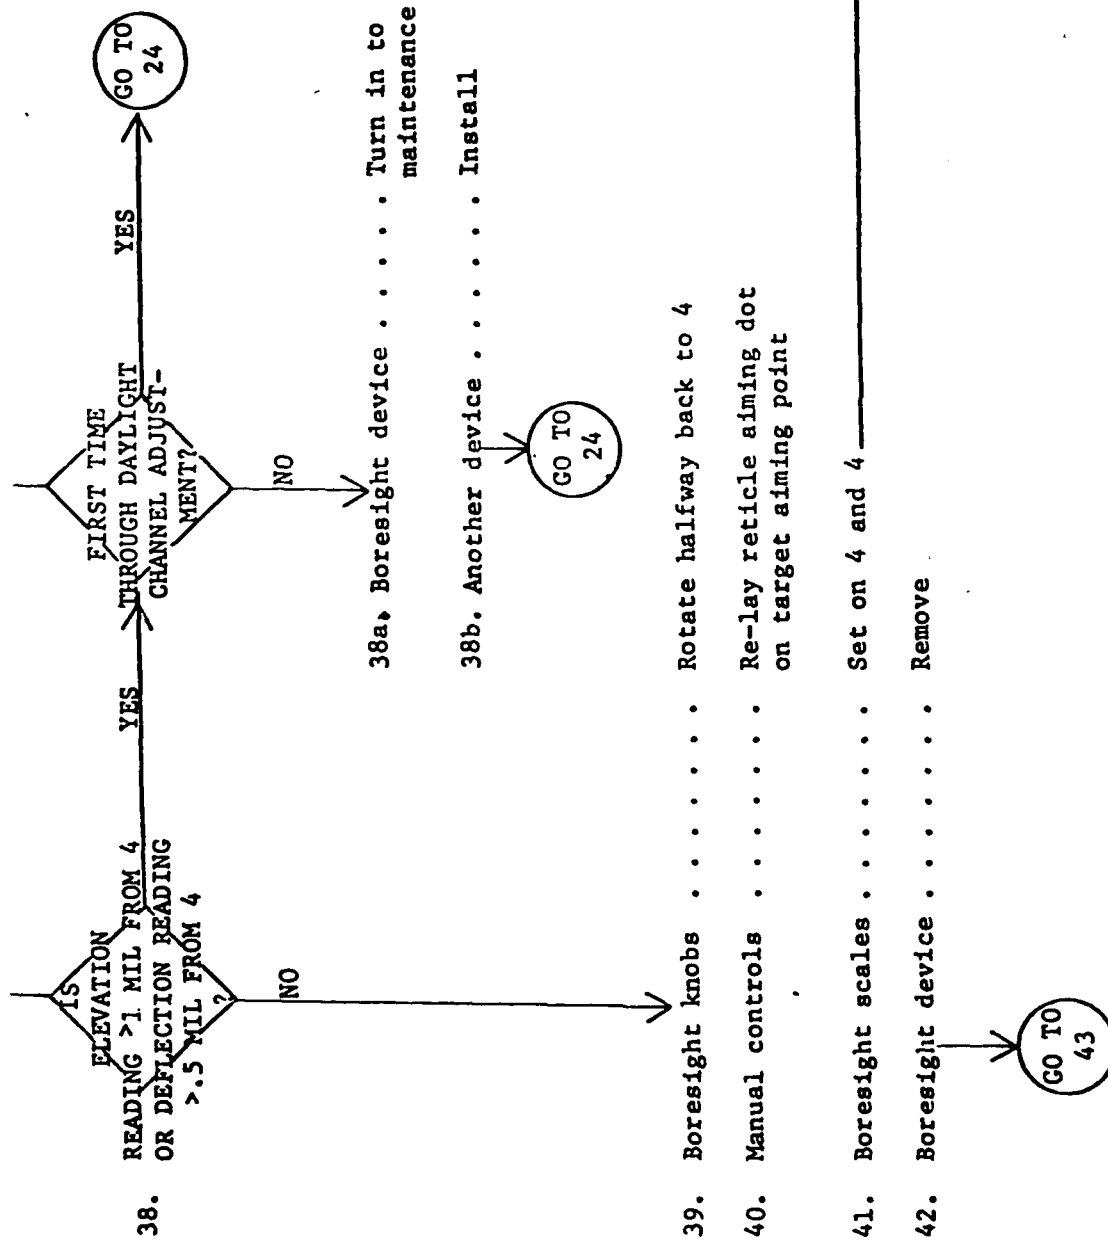 38.
IS
ELEVATION
READING >1 MIL FROM 4
OR DEFLECTION READING
>.5 MIL FROM 4
?
YES
NO
FIRST TIME
THROUGH DAYLIGHT
CHANNEL ADJUST-
MENT?
YES
GO TO
24
NO
38a. Boresight device . . . . . . Turn in to
maintenance
38b. Another device . . . . . . . Install
GO TO
24
39. Boresight knobs . . . . . . . Rotate halfway back to 4
40. Manual controls . . . . . . . Re-lay reticle aiming dot
on target aiming point
41. Boresight scales . . . . . . . Set on 4 and 4
42. Boresight device . . . . . . . Remove
GO TO
43